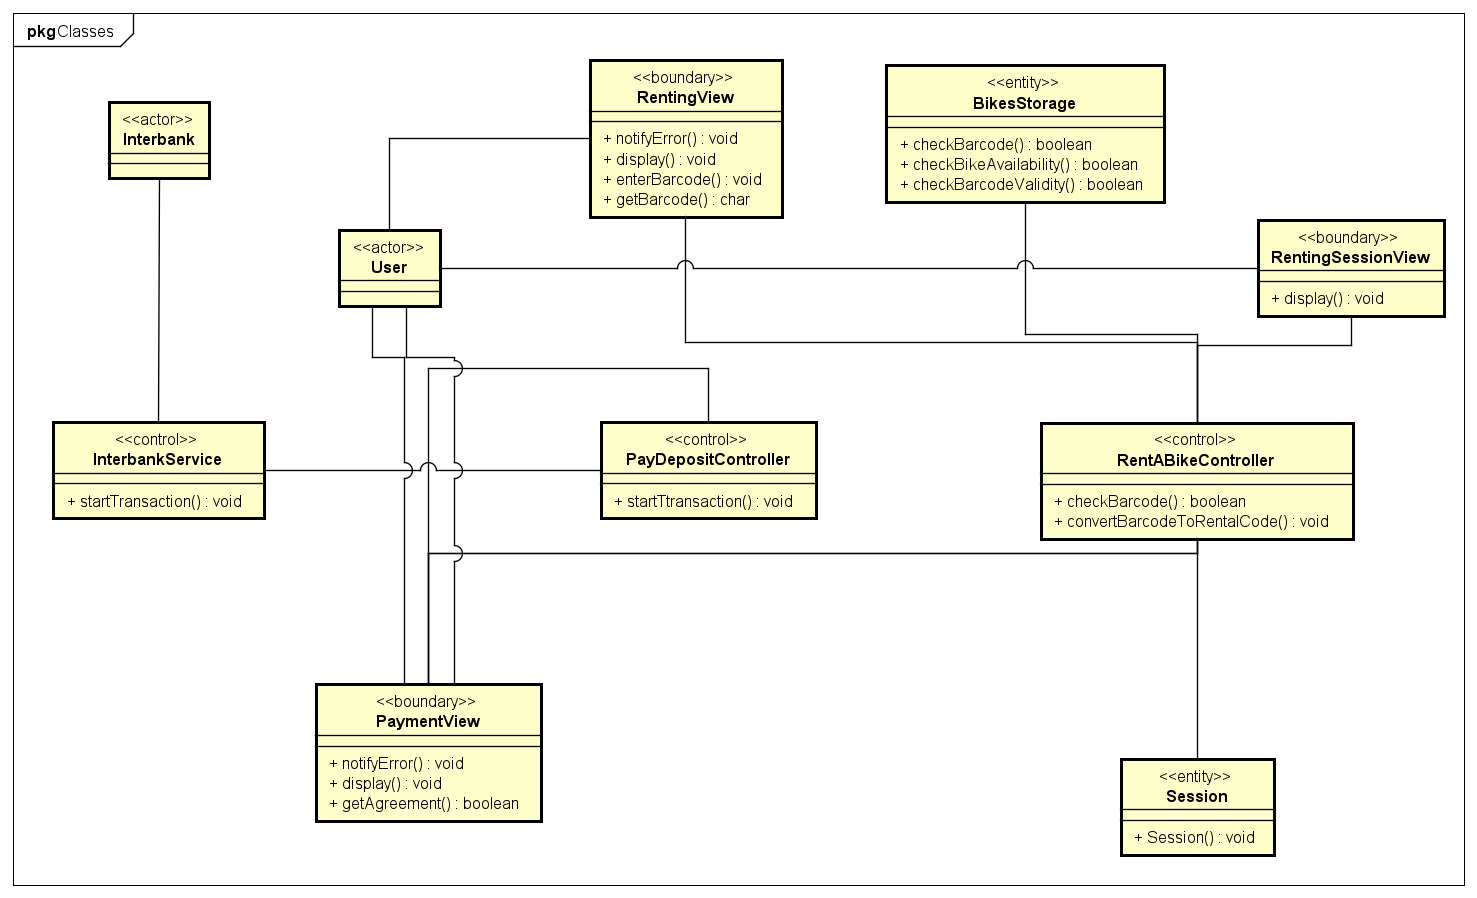 pkg Classes
<<boundary>>
RentingView
+ notifyError() : void
+ display() : void
+ enterBarcode() : void
+ getBarcode() : char
<<entity>>
BikesStorage
+ checkBarcode() : boolean
+ checkBikeAvailability() : boolean
+ checkBarcodeValidity() : boolean
<<actor>>
Interbank
<<actor>>
User
<<boundary>>
RentingSessionView
+ display() : void
<<control>>
InterbankService
+ startTransaction() : void
<<control>>
PayDepositController
+ startTtransaction() : void
<<control>>
RentABikeController
+ checkBarcode() : boolean
+ convertBarcodeToRentalCode() : void
<<boundary>>
PaymentView
+ notifyError() : void
+ display() : void
+ getAgreement() : boolean
<<entity>>
Session
+ Session() : void